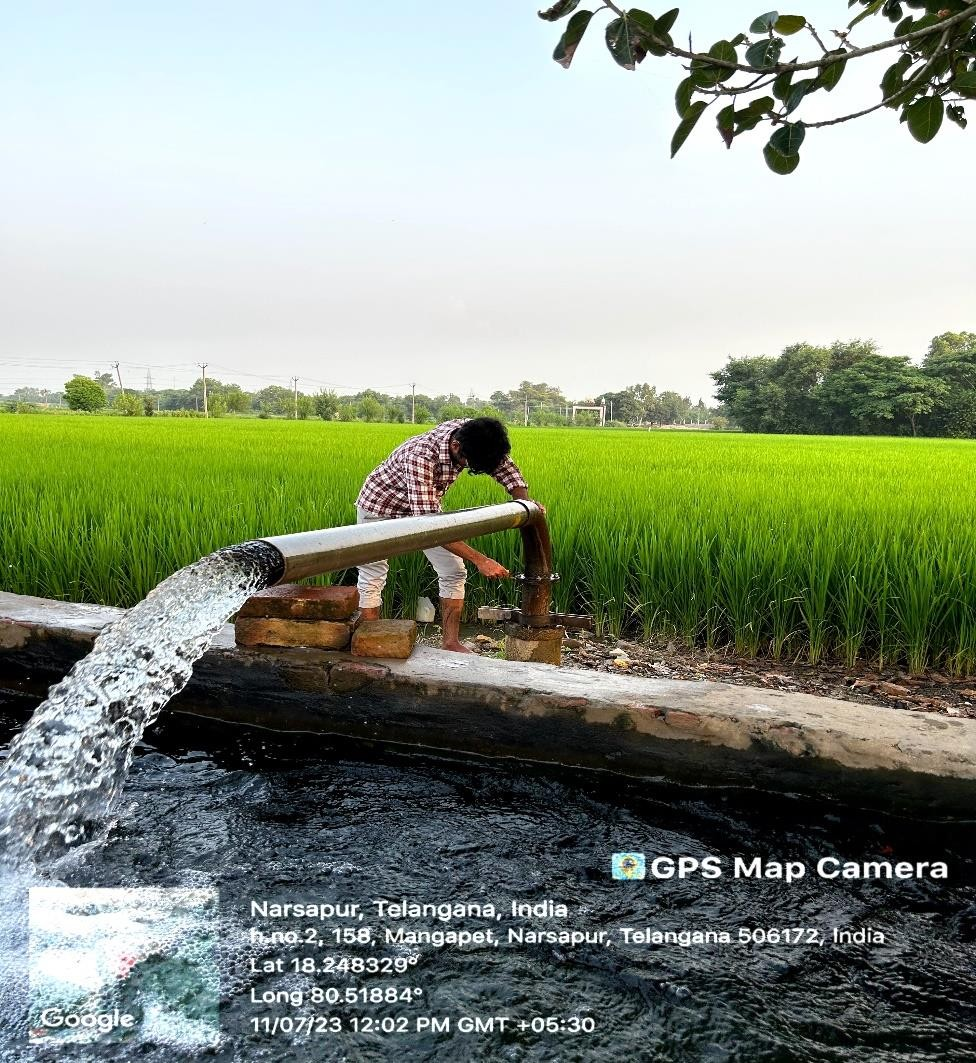 GPS Map Camera
Narsapur, Telangana, India
h.no.2, 158, Mangapet, Narsapur, Telangana 506172, India
Lat 18.248329°
Long 80.51884°
11/07/23 12:02 PM GMT +05:30
Google